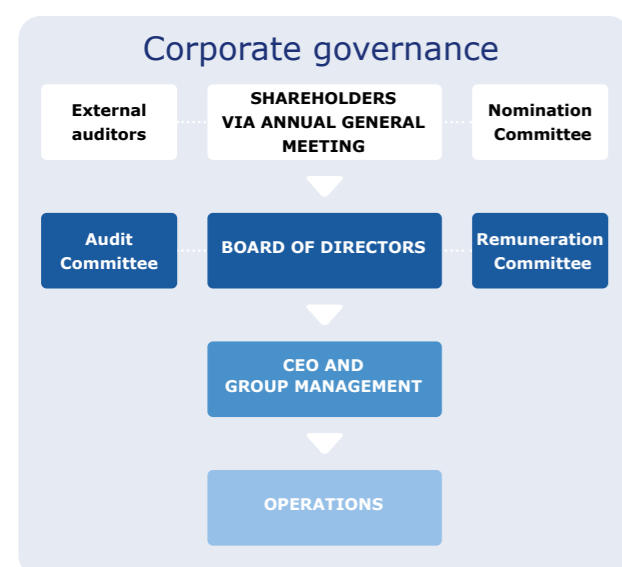 Corporate governance
External
auditors
SHAREHOLDERS
VIA ANNUAL GENERAL
MEETING
Nomination
Committee
Audit
Committee
BOARD OF DIRECTORS
Remuneration
Committee
CEO AND
GROUP MANAGEMENT
OPERATIONS